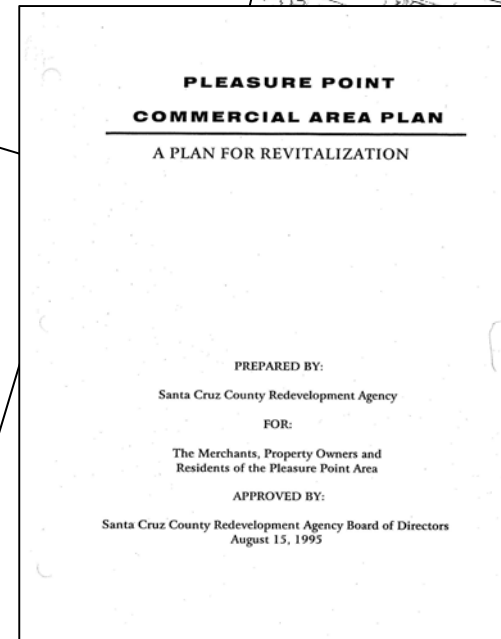 PLEASURE POINT
COMMERCIAL AREA PLAN
A PLAN FOR REVITALIZATION
PREPARED BY:
Santa Cruz County Redevelopment Agency
FOR:
The Merchants, Property Owners and
Residents of the Pleasure Point Area
APPROVED BY:
Santa Cruz County Redevelopment Agency Board of Directors
August 15, 1995